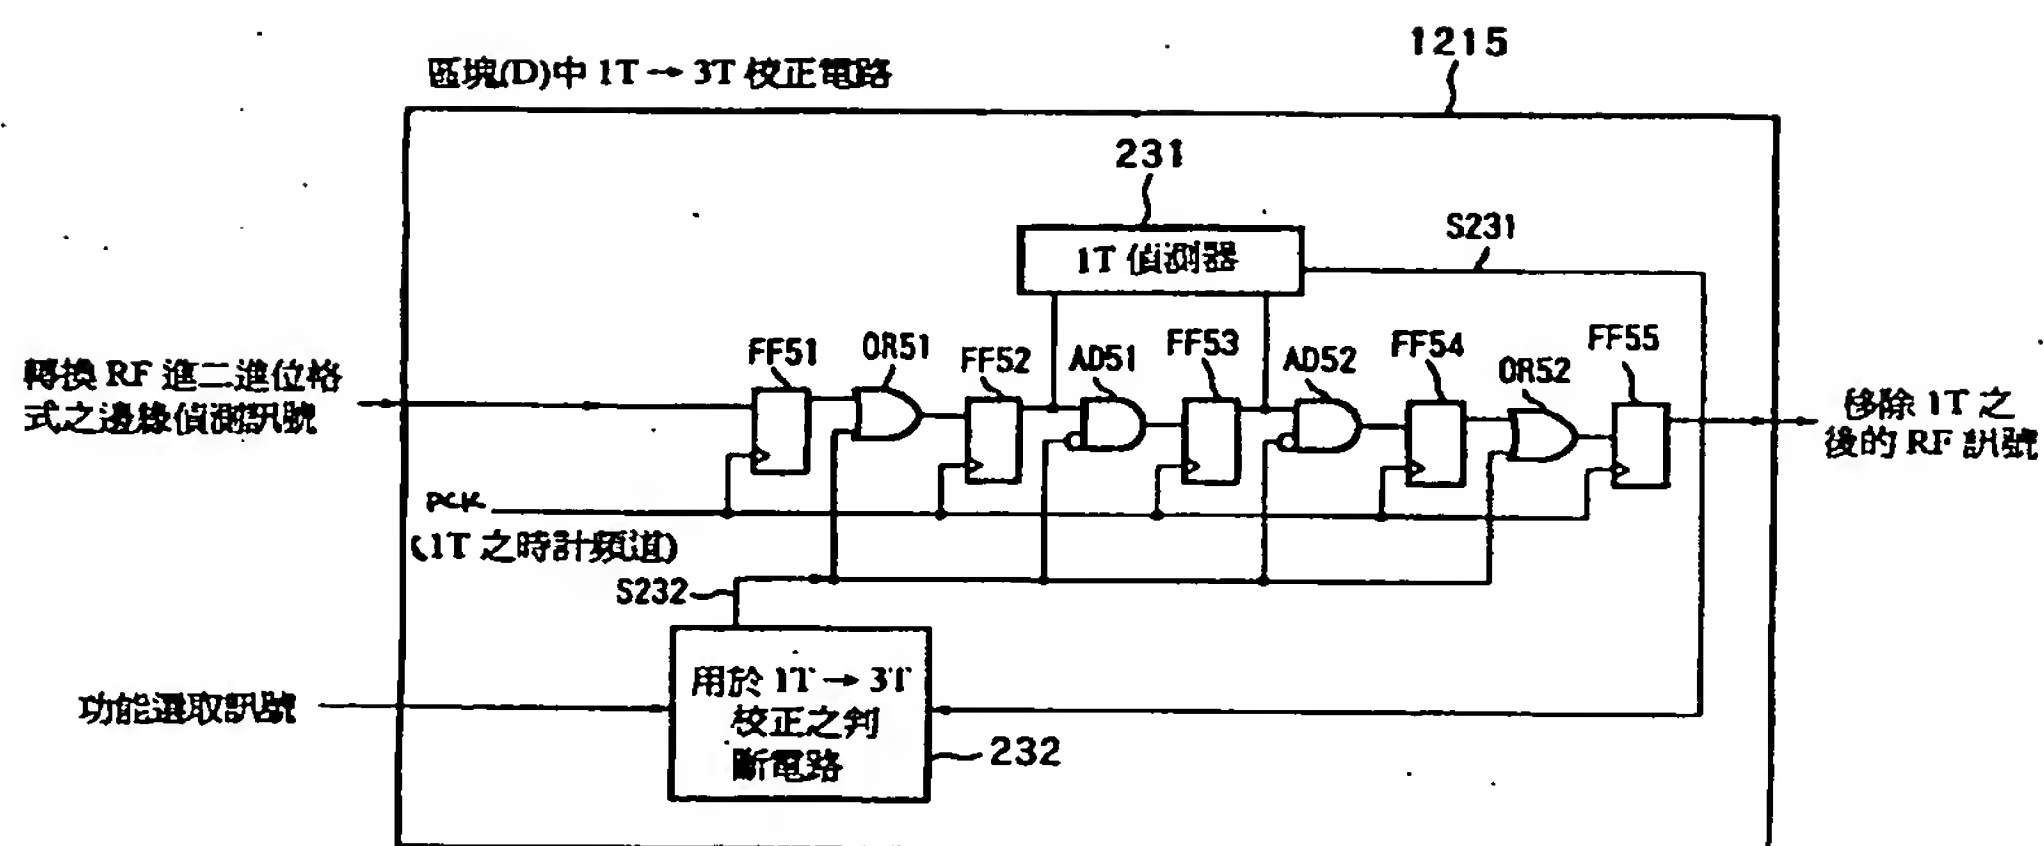 1215
區塊(D)中 1T → 3T 校正電路
231
S231
1T 偵測器
FF51
OR51
FF52
AD51
FF53
AD52
FF54
OR52
FF55
轉換 RF 進二進位格
式之邊緣偵測訊號
移除 1T 之
後的 RF 訊號
PCK
(1T 之時計頻道)
S232
用於 1T → 3T
校正之判
斷電路
功能選取訊號
232